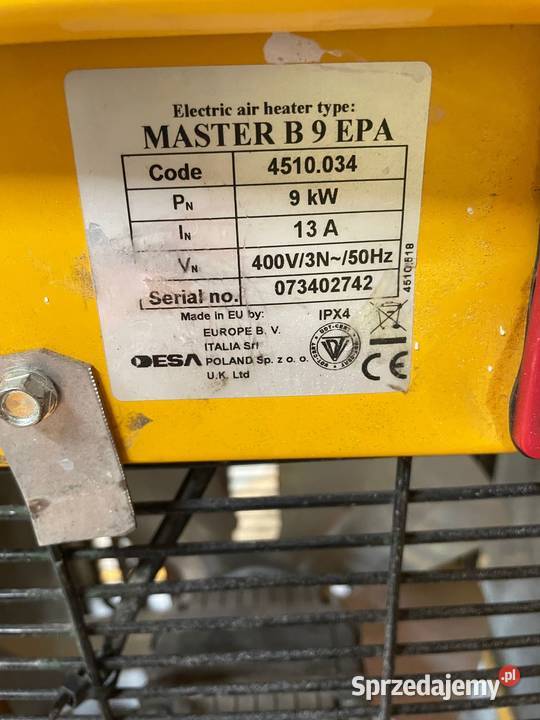 Electric air heater type:
MASTER B 9 EPA
Code 4510.034
PN 9 kW
IN 13 A
VN 400V/3N~/50Hz
Serial no. 073402742
4510.518
Made in EU by: IPX4
EUROPE B. V.
ITALIA Srl
DESA POLAND Sp. z o. o.
U.K. Ltd
CE
Sprzedajemy.pl